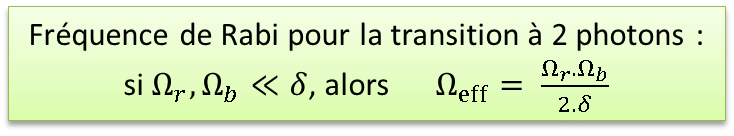 Fréquence de Rabi pour la transition à 2 photons :
si Ω_r, Ω_b ≪ δ, alors Ω_eff = Ω_r.Ω_b / 2.δ